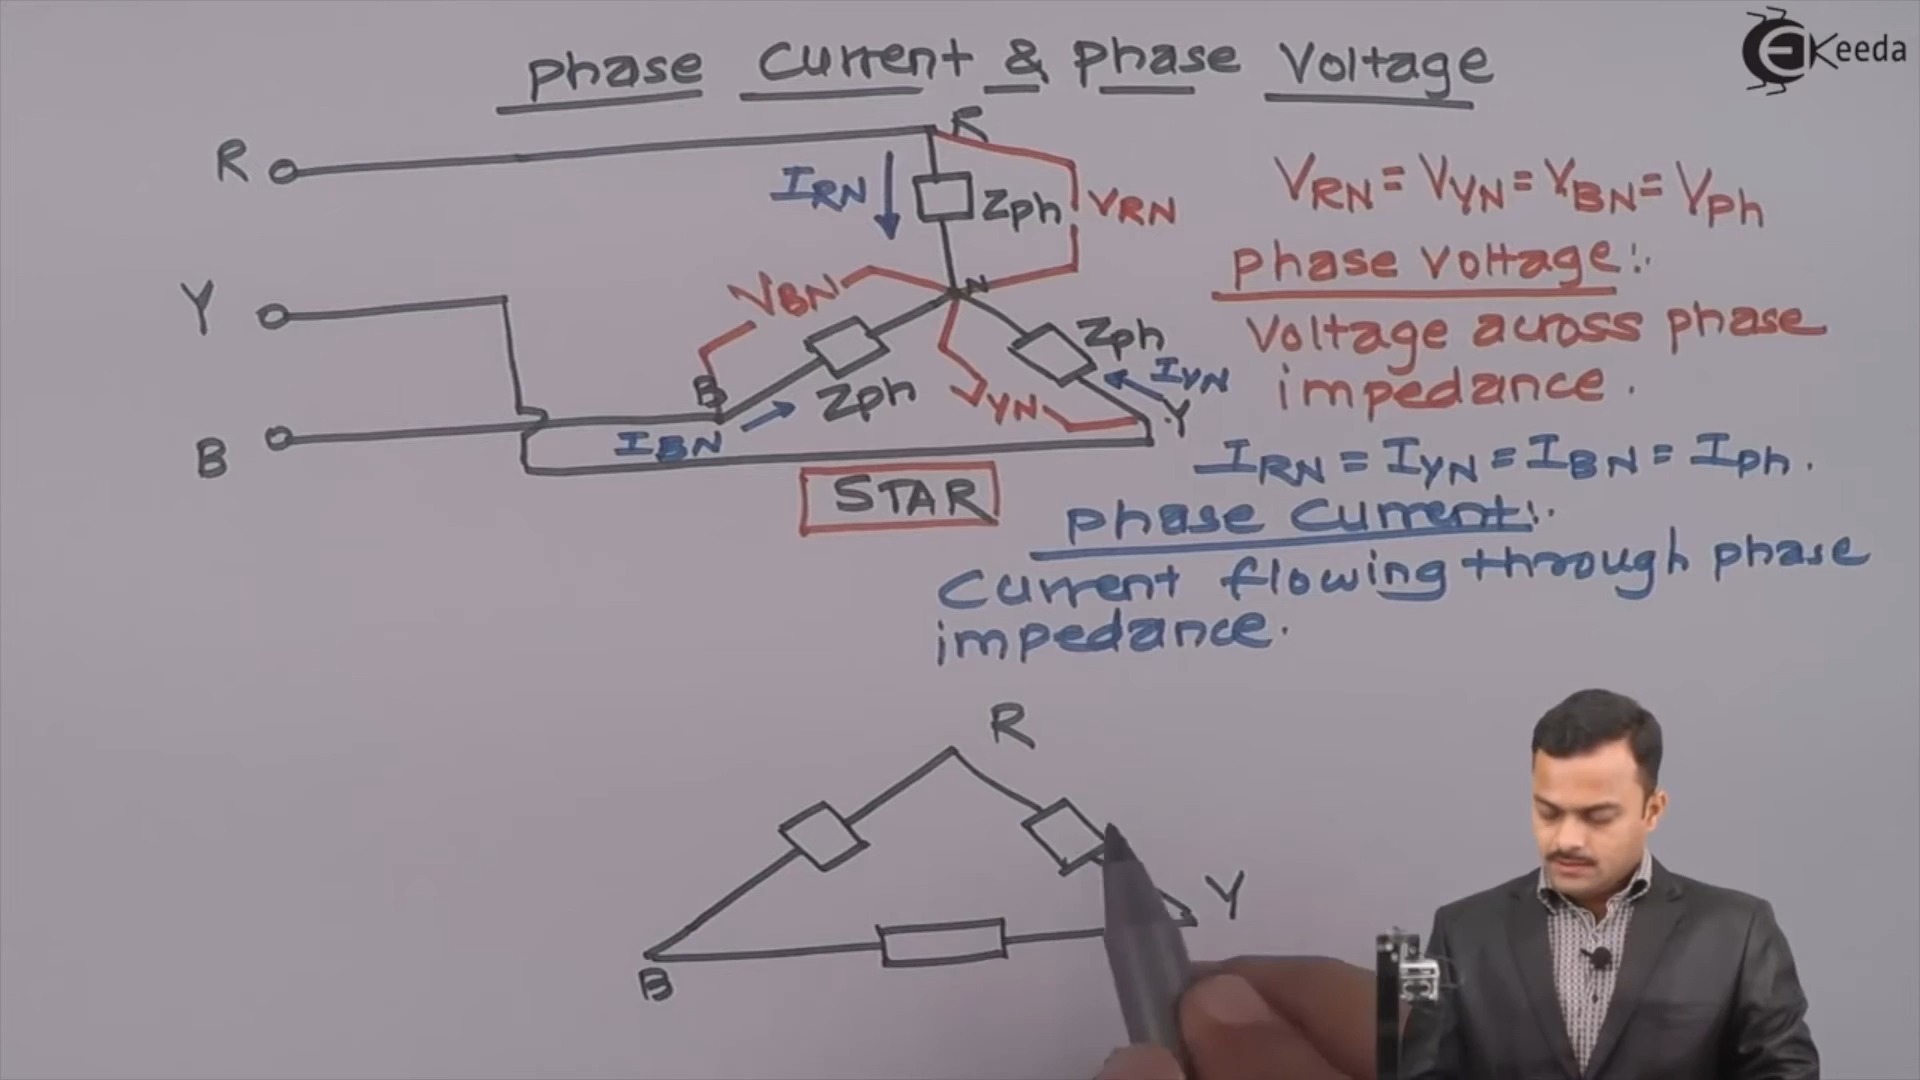 Phase Current & Phase Voltage
EKeeda
R
R
IRN
Zph
VRN
VRN = VYN = VBN = Vph
Phase Voltage:
Voltage across phase
impedance.
Y
VBN
N
Zph
IYN
B
Zph
VYN
Y
B
IBN
STAR
IRN = IYN = IBN = Iph.
Phase Current:
Current flowing through phase
impedance.
R
Y
B